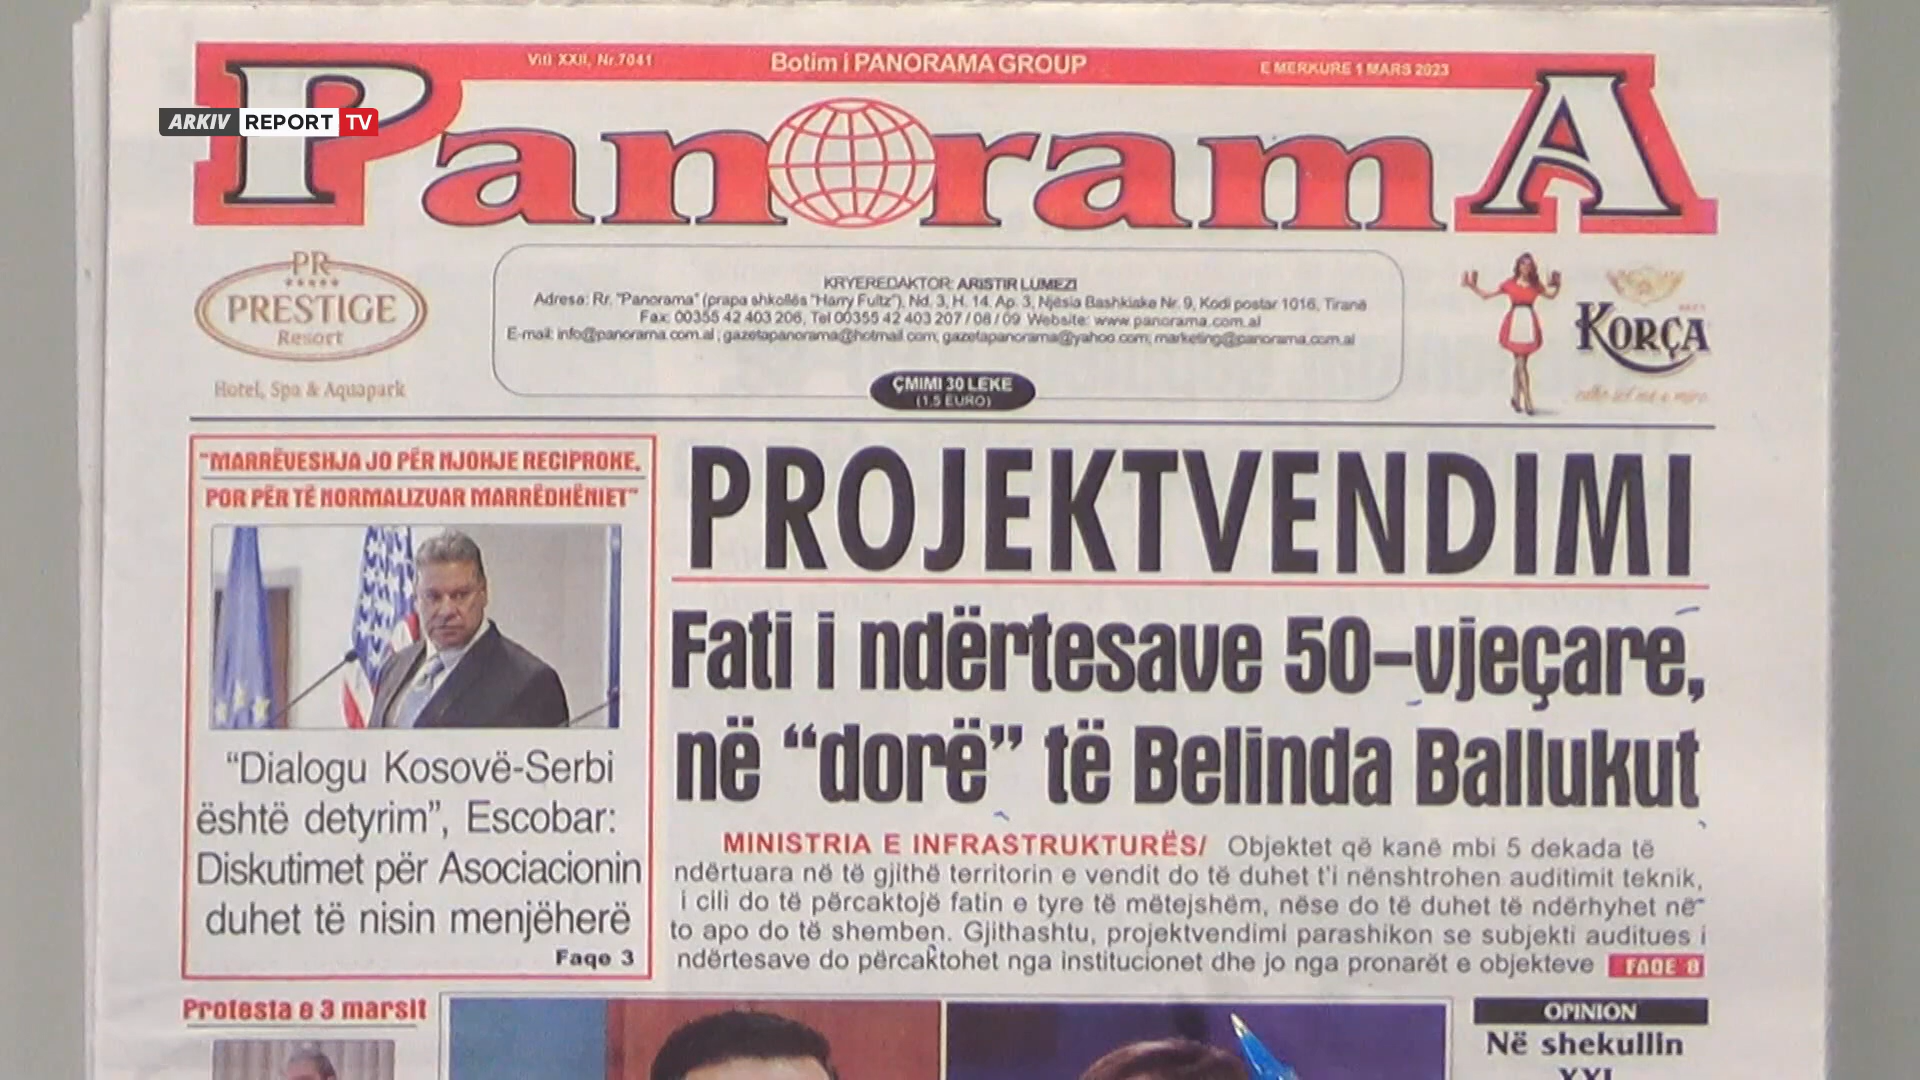 Viti XXII, Nr.7041
Botim i PANORAMA GROUP
E MERKURE 1 MARS 2023
ARKIV REPORT TV
PanoramA
PR
PRESTIGE
Resort
Hotel, Spa & Aquapark
KRYEREDAKTOR: ARISTIR LUMEZI
Adresa: Rr. "Panorama" (prapa shkollës "Harry Fultz"), Nd. 3, H. 14. Ap. 3, Njësia Bashkiake Nr. 9, Kodi postar 1016, Tiranë
Fax: 00355 42 403 206, Tel 00355 42 403 207 / 08 / 09 Website: www.panorama.com.al
E-mail: info@panorama.com.al ; gazetapanorama@hotmail.com; gazetapanorama@yahoo.com; marketing@panorama.com.al
ÇMIMI 30 LEKE
(1,5 EURO)
KORÇA
"MARRËVESHJA JO PËR NJOHJE RECIPROKE,
POR PËR TË NORMALIZUAR MARRËDHËNIET"
"Dialogu Kosovë-Serbi
është detyrim", Escobar:
Diskutimet për Asociacionin
duhet të nisin menjëherë
Faqe 3
PROJEKTVENDIMI
Fati i ndërtesave 50-vjeçare,
në "dorë" të Belinda Ballukut
MINISTRIA E INFRASTRUKTURËS/ Objektet që kanë mbi 5 dekada të
ndërtuara në të gjithë territorin e vendit do të duhet t'i nënshtrohen auditimit teknik,
i cili do të përcaktojë fatin e tyre të mëtejshëm, nëse do të duhet të ndërhyhet në
to apo do të shemben. Gjithashtu, projektvendimi parashikon se subjekti auditues i
ndërtesave do përcaktohet nga institucionet dhe jo nga pronarët e objekteve FAQE 8
Protesta e 3 marsit
OPINION
Në shekullin
XXI